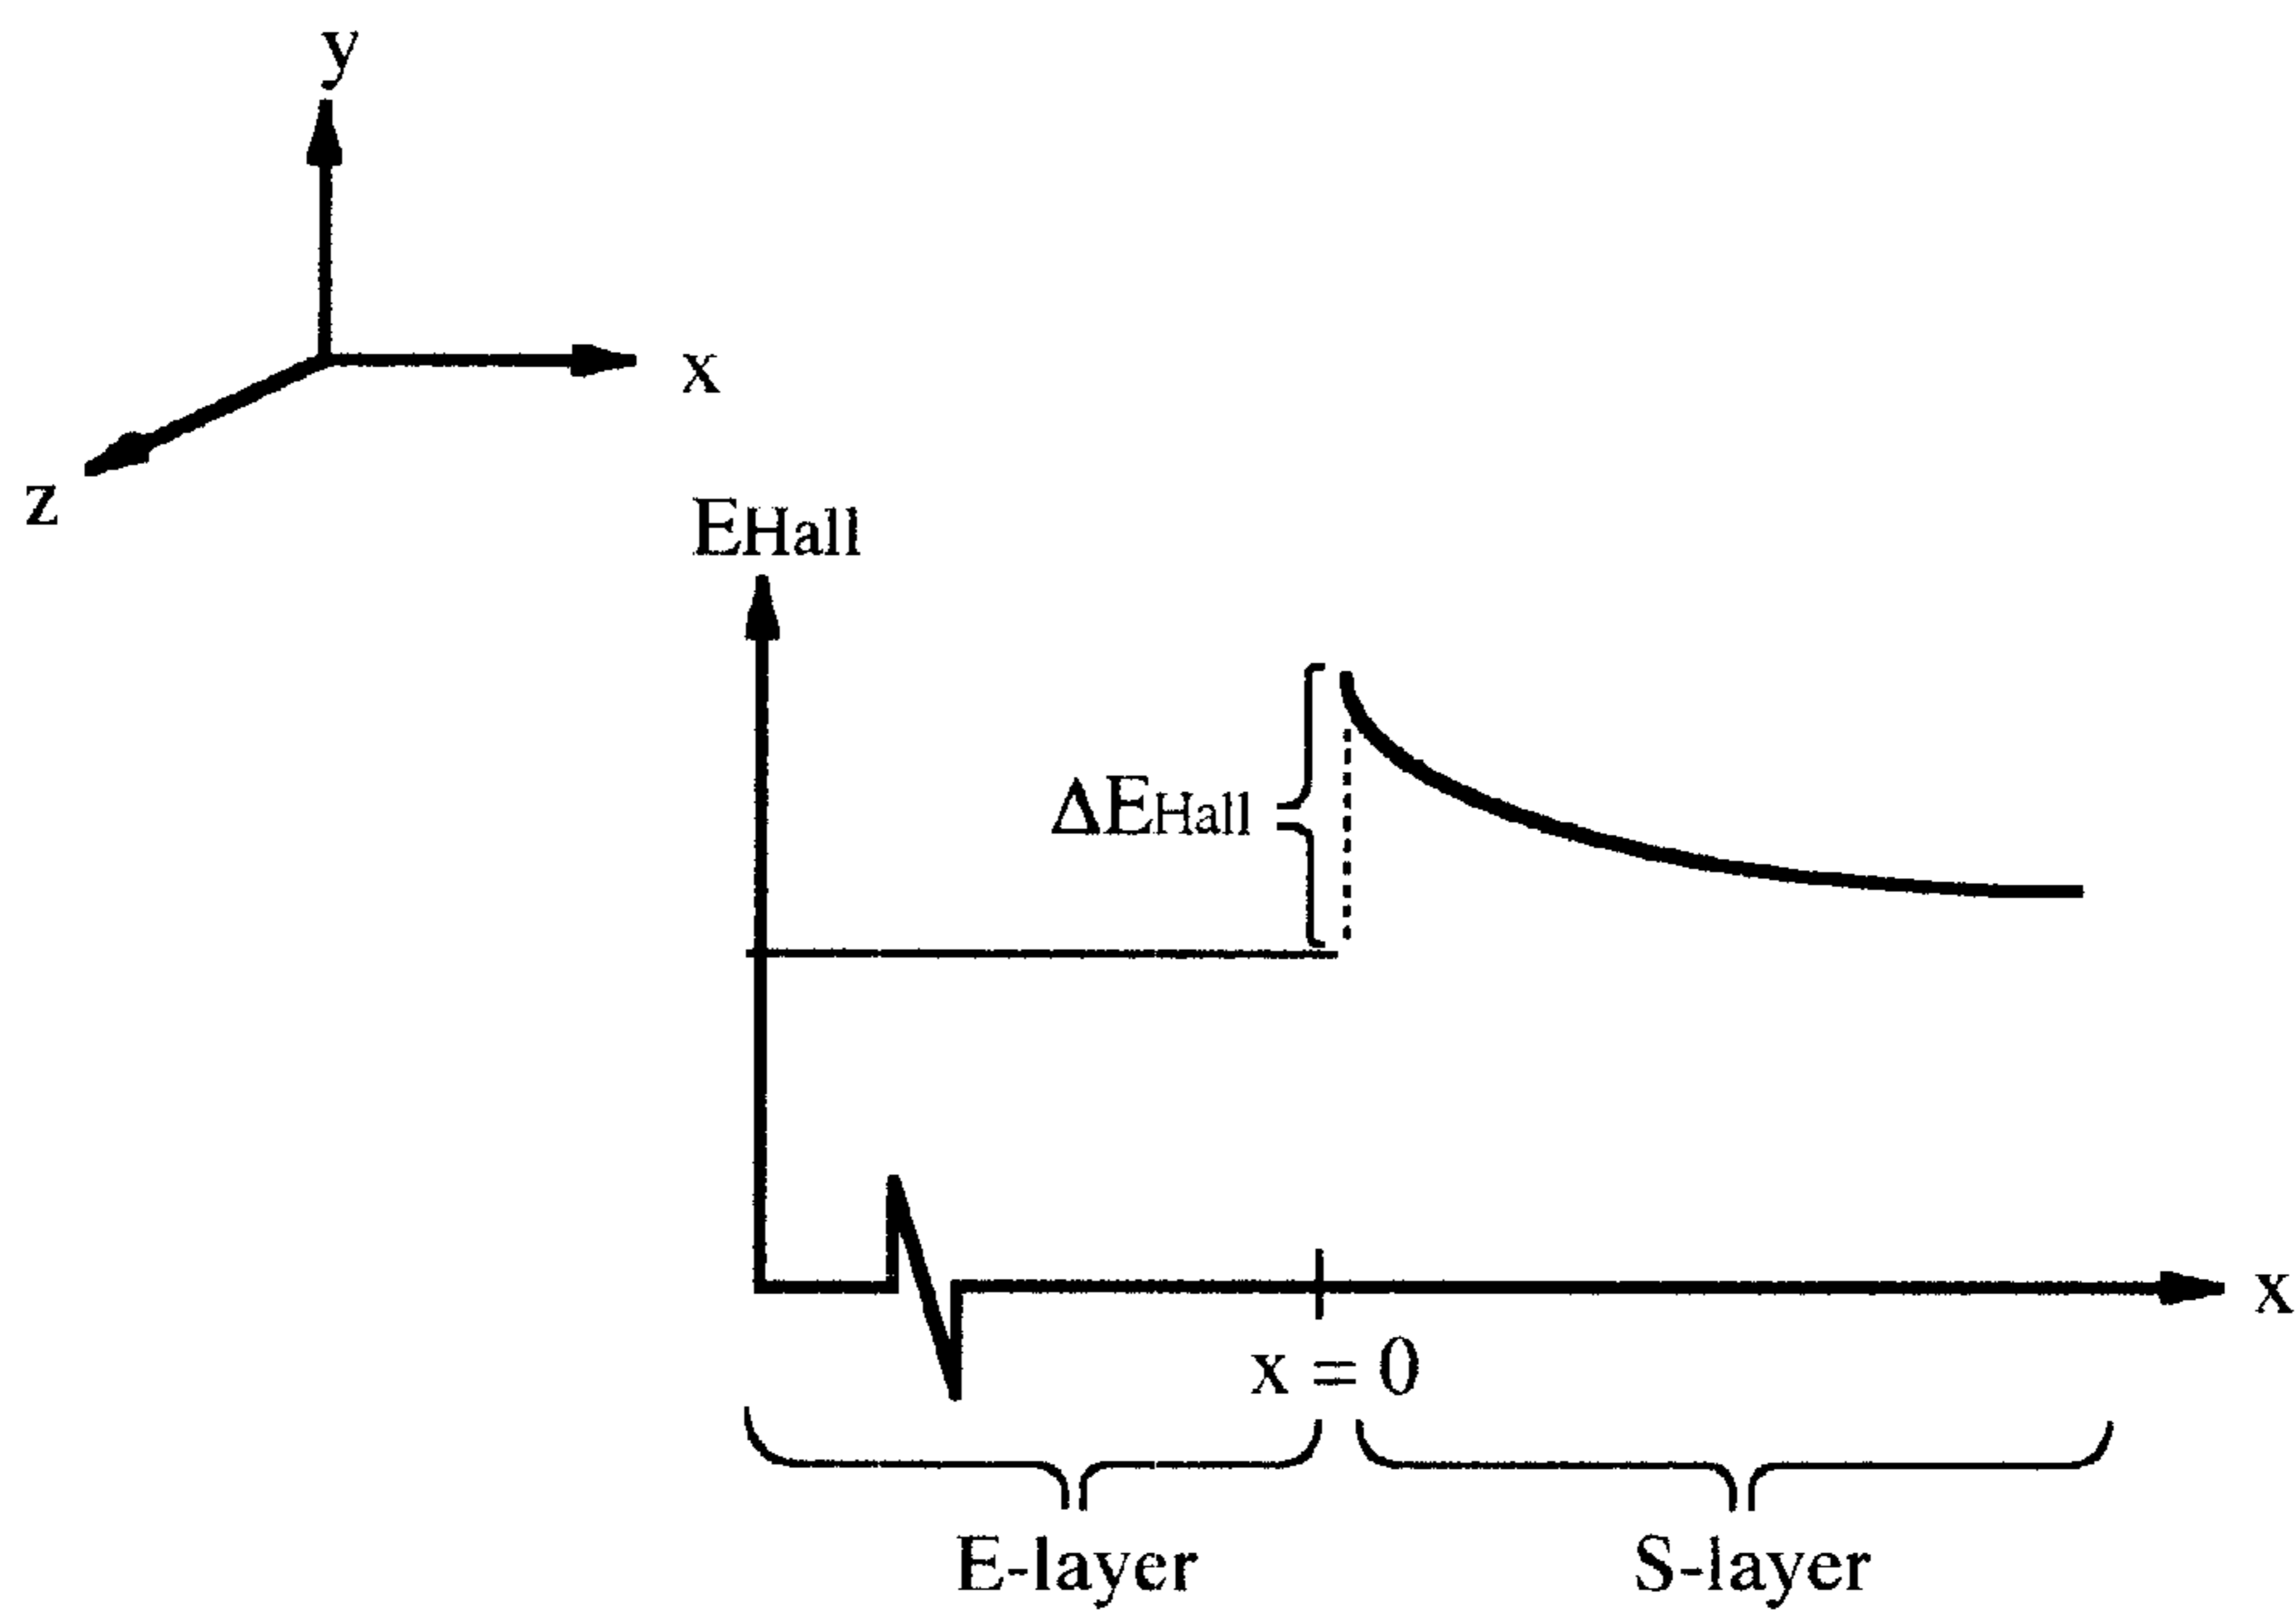 y
x
z
EHall
ΔEHall
x
x = 0
E-layer
S-layer